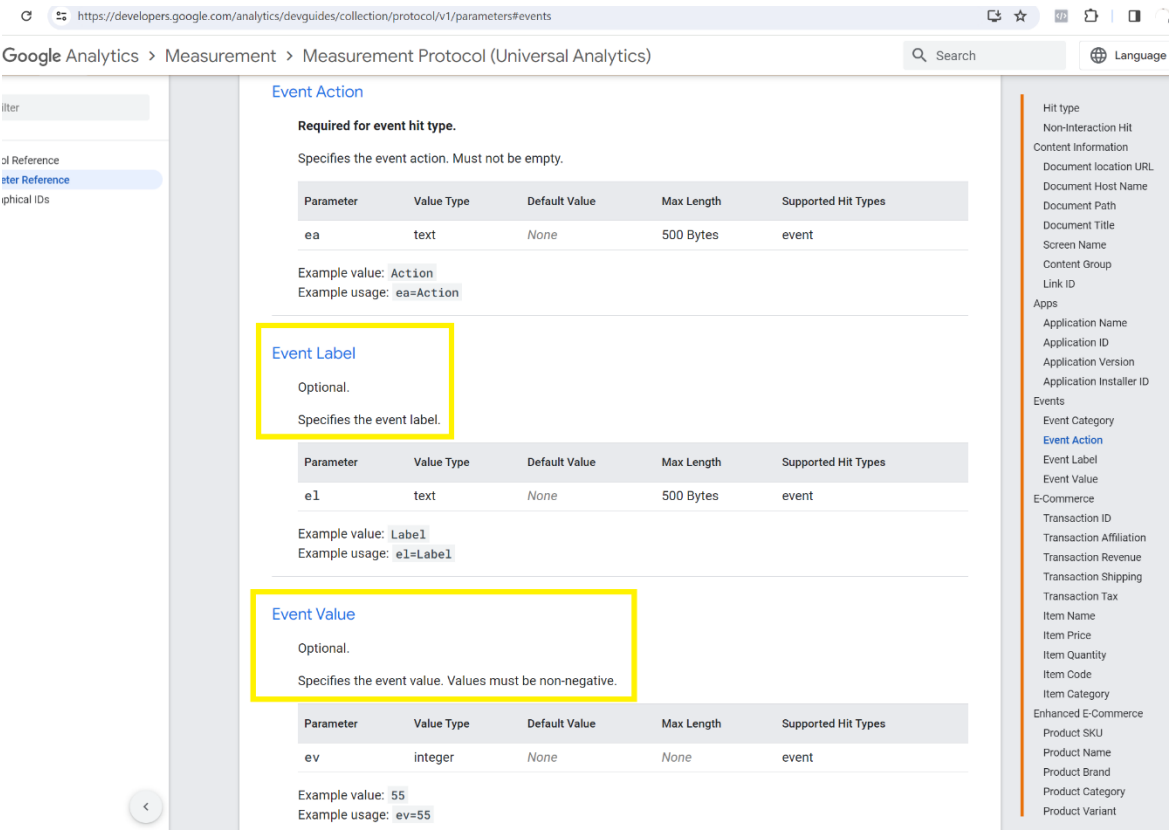 https://developers.google.com/analytics/devguides/collection/protocol/v1/parameters#events
Google Analytics > Measurement > Measurement Protocol (Universal Analytics)
Search
Language
ilter
ol Reference
eter Reference
aphical IDs
Event Action
Required for event hit type.
Specifies the event action. Must not be empty.
Parameter Value Type Default Value Max Length Supported Hit Types
ea text None 500 Bytes event
Example value: Action
Example usage: ea=Action
Event Label
Optional.
Specifies the event label.
Parameter Value Type Default Value Max Length Supported Hit Types
el text None 500 Bytes event
Example value: Label
Example usage: el=Label
Event Value
Optional.
Specifies the event value. Values must be non-negative.
Parameter Value Type Default Value Max Length Supported Hit Types
ev integer None None event
Example value: 55
Example usage: ev=55
Hit type
Non-Interaction Hit
Content Information
Document location URL
Document Host Name
Document Path
Document Title
Screen Name
Content Group
Link ID
Apps
Application Name
Application ID
Application Version
Application Installer ID
Events
Event Category
Event Action
Event Label
Event Value
E-Commerce
Transaction ID
Transaction Affiliation
Transaction Revenue
Transaction Shipping
Transaction Tax
Item Name
Item Price
Item Quantity
Item Code
Item Category
Enhanced E-Commerce
Product SKU
Product Name
Product Brand
Product Category
Product Variant